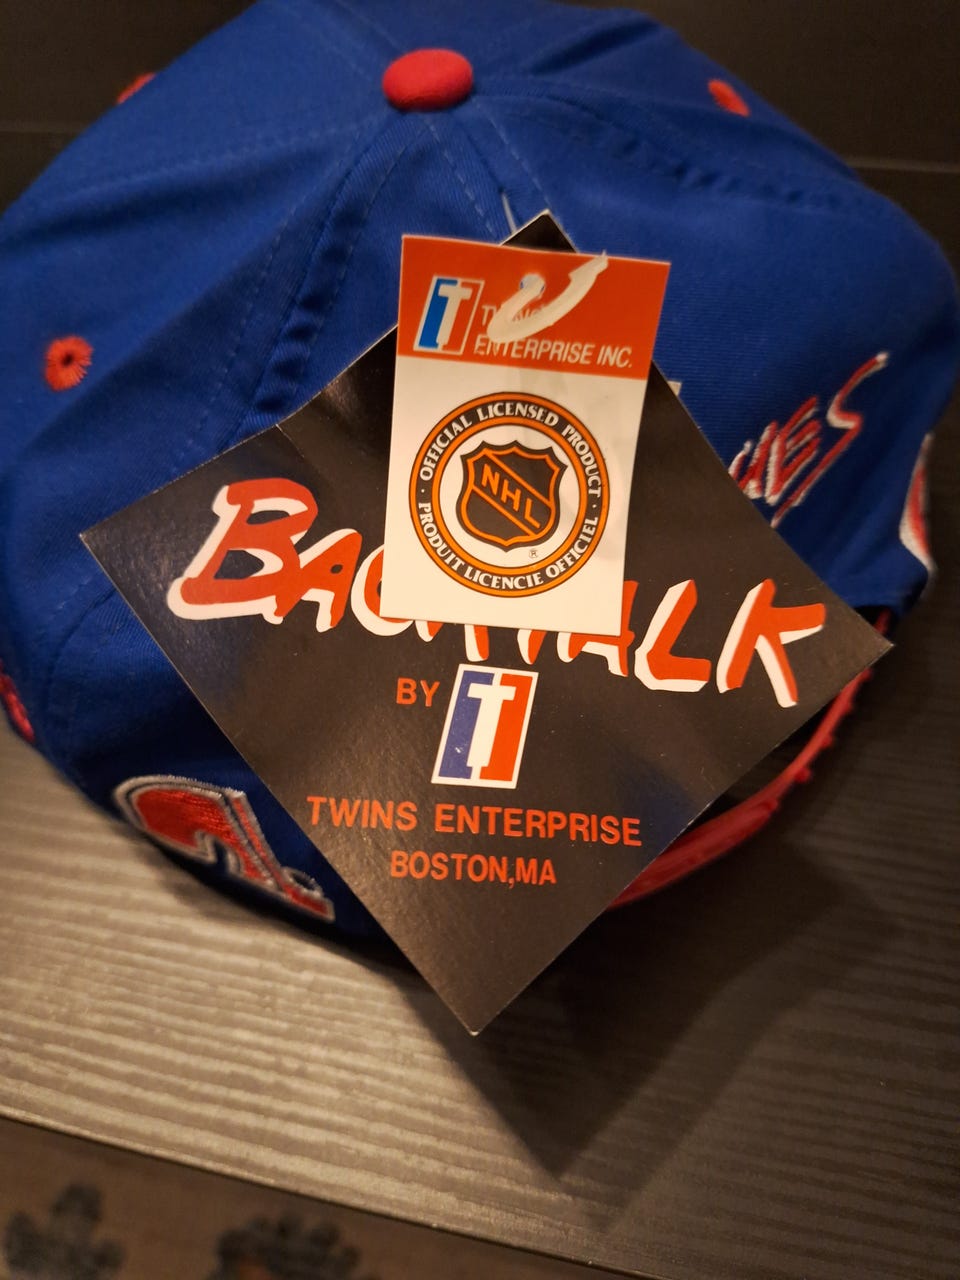 T
ENTERPRISE INC.
OFFICIAL LICENSED PRODUCT
NHL
®
PRODUIT LICENCIE OFFICIEL
BY T
TWINS ENTERPRISE
BOSTON,MA